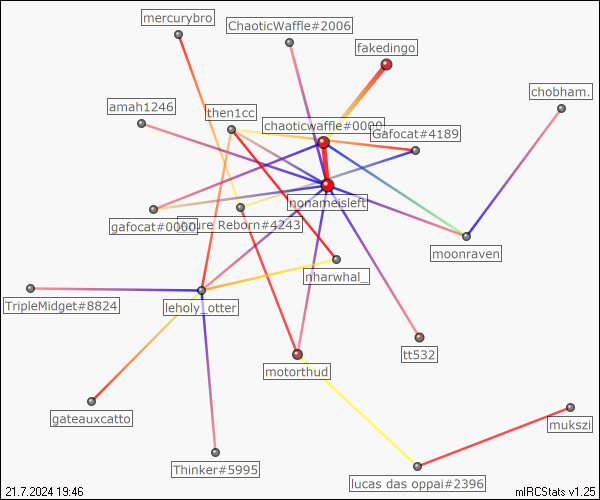 mercurybro
ChaoticWaffle#2006
fakedingo
chobham.
amah1246
then1cc
chaoticwaffle#0000
Gafocat#4189
nonameisleft
gafocat#0000
Reborn#4243
moonraven
nharwhal_
TripleMidget#8824
leholy_otter
tt532
motorthud
gateauxcatto
mukszi
Thinker#5995
lucas das oppai#2396
21.7.2024 19:46
mIRCStats v1.25